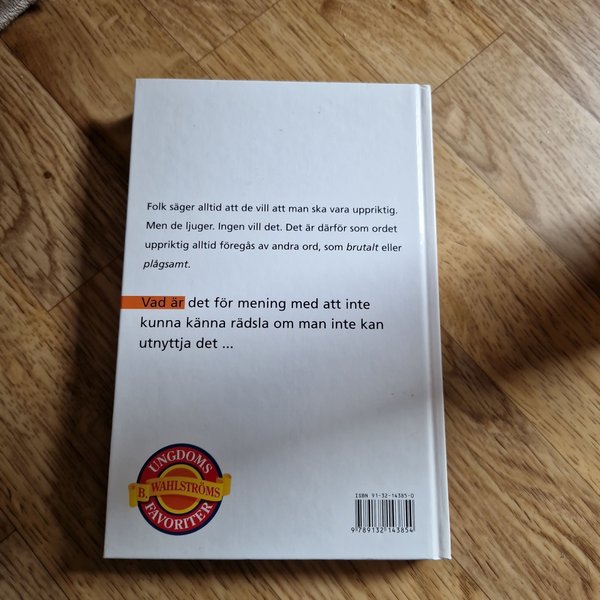 Folk säger alltid att de vill att man ska vara uppriktig.
Men de ljuger. Ingen vill det. Det är därför som ordet
uppriktig alltid föregås av andra ord, som brutalt eller
plågsamt.
Vad är det för mening med att inte
kunna känna rädsla om man inte kan
utnyttja det ...
UNGDOMS
B. WAHLSTRÖMS
FAVORITER
ISBN 91-32-14385-0
9 789132 143854